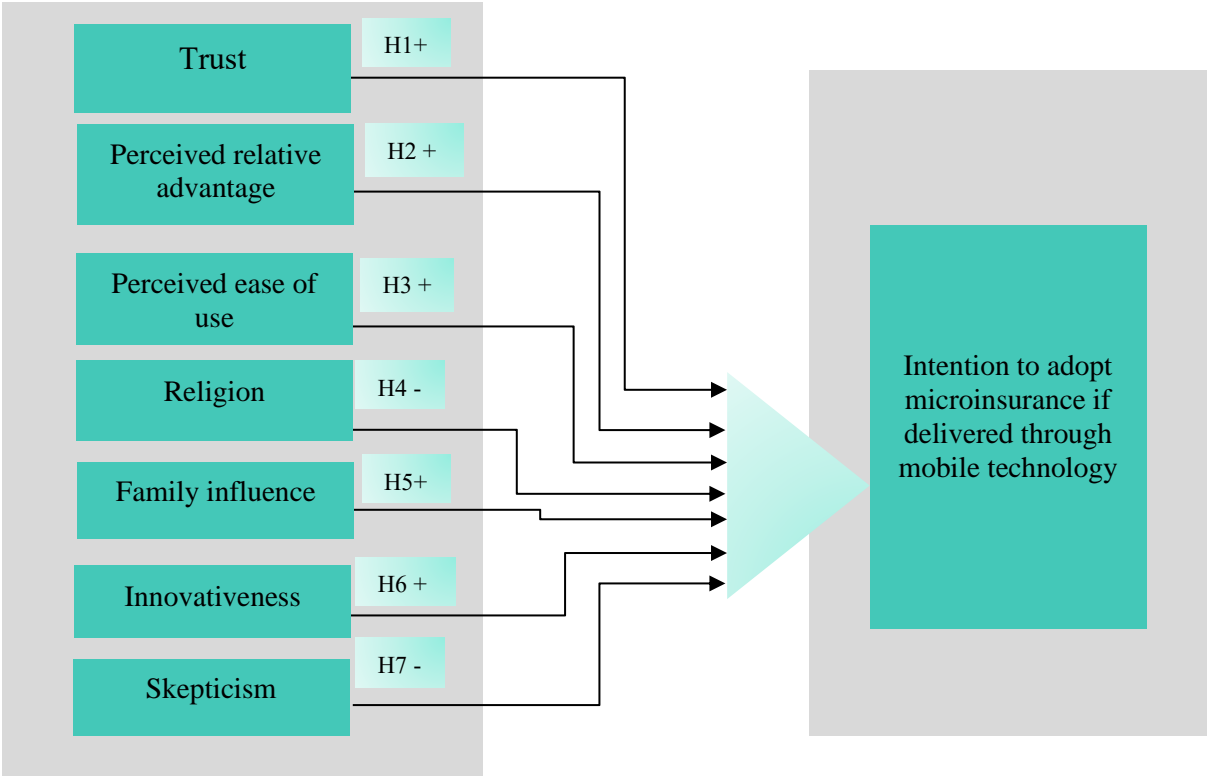 Trust
H1+
Perceived relative
advantage
H2 +
Perceived ease of
use
H3 +
Religion
H4 -
Family influence
H5+
Innovativeness
H6 +
Skepticism
H7 -
Intention to adopt
microinsurance if
delivered through
mobile technology